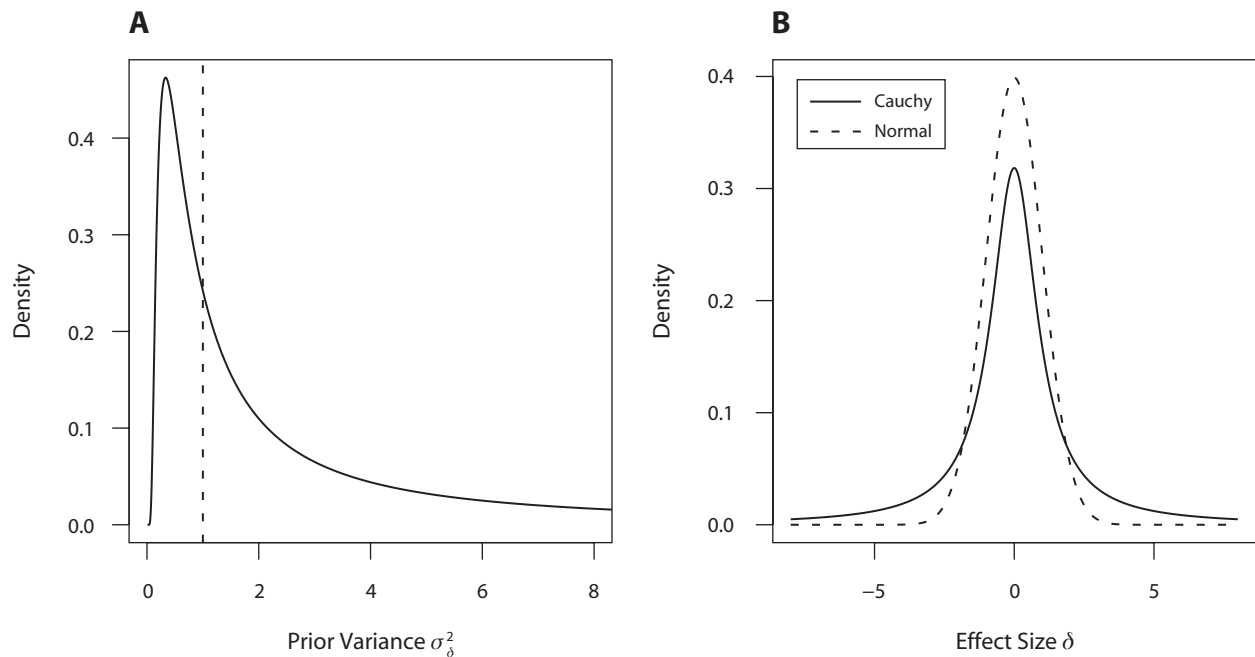 A
0.4
0.3
0.2
0.1
0.0
Density
0 2 4 6 8
Prior Variance σ²δ
B
0.4
0.3
0.2
0.1
0.0
Density
Cauchy
Normal
−5 0 5
Effect Size δ